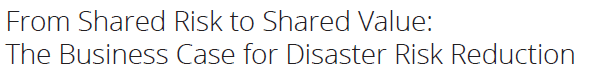 From Shared Risk to Shared Value:
The Business Case for Disaster Risk Reduction